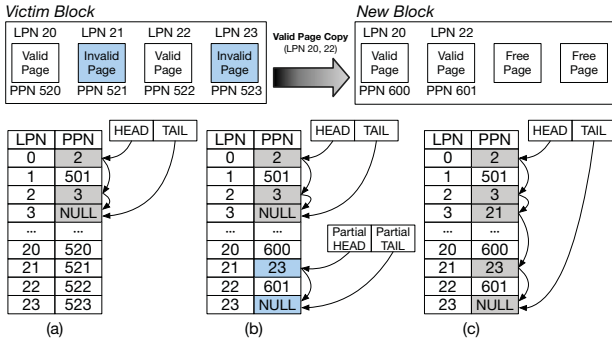 Victim Block
New Block
LPN 20 LPN 21 LPN 22 LPN 23
Valid Page Invalid Page Valid Page Invalid Page
PPN 520 PPN 521 PPN 522 PPN 523
Valid Page Copy
(LPN 20, 22)
LPN 20 LPN 22
Valid Page Valid Page Free Page Free Page
PPN 600 PPN 601
LPN PPN
0 2
1 501
2 3
3 NULL
... ...
20 520
21 521
22 522
23 523
HEAD TAIL
(a)
LPN PPN
0 2
1 501
2 3
3 NULL
... ...
20 600
21 23
22 601
23 NULL
HEAD TAIL
Partial HEAD Partial TAIL
(b)
LPN PPN
0 2
1 501
2 3
3 21
... ...
20 600
21 23
22 601
23 NULL
HEAD TAIL
(c)